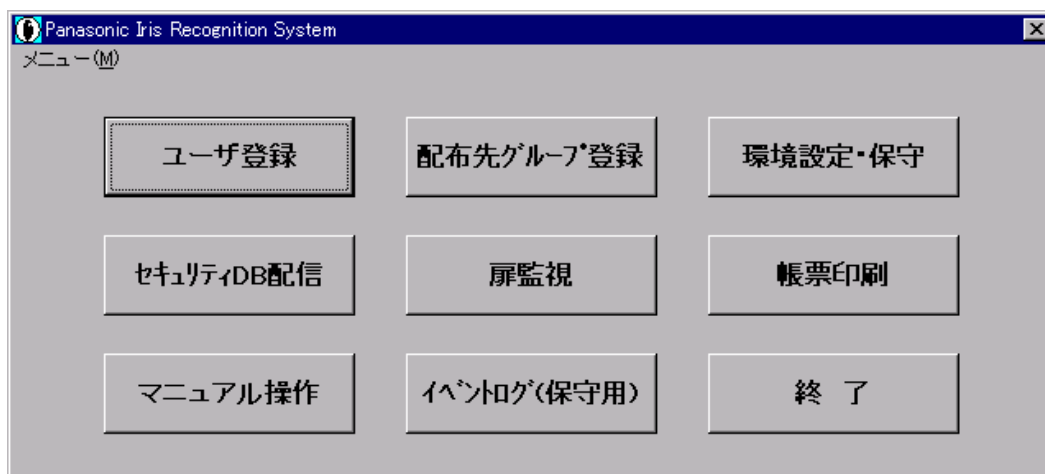 Panasonic Iris Recognition System
メニュー(M)
ユーザ登録
配布先グループ登録
環境設定・保守
セキュリティDB配信
扉監視
帳票印刷
マニュアル操作
イベントログ(保守用)
終 了